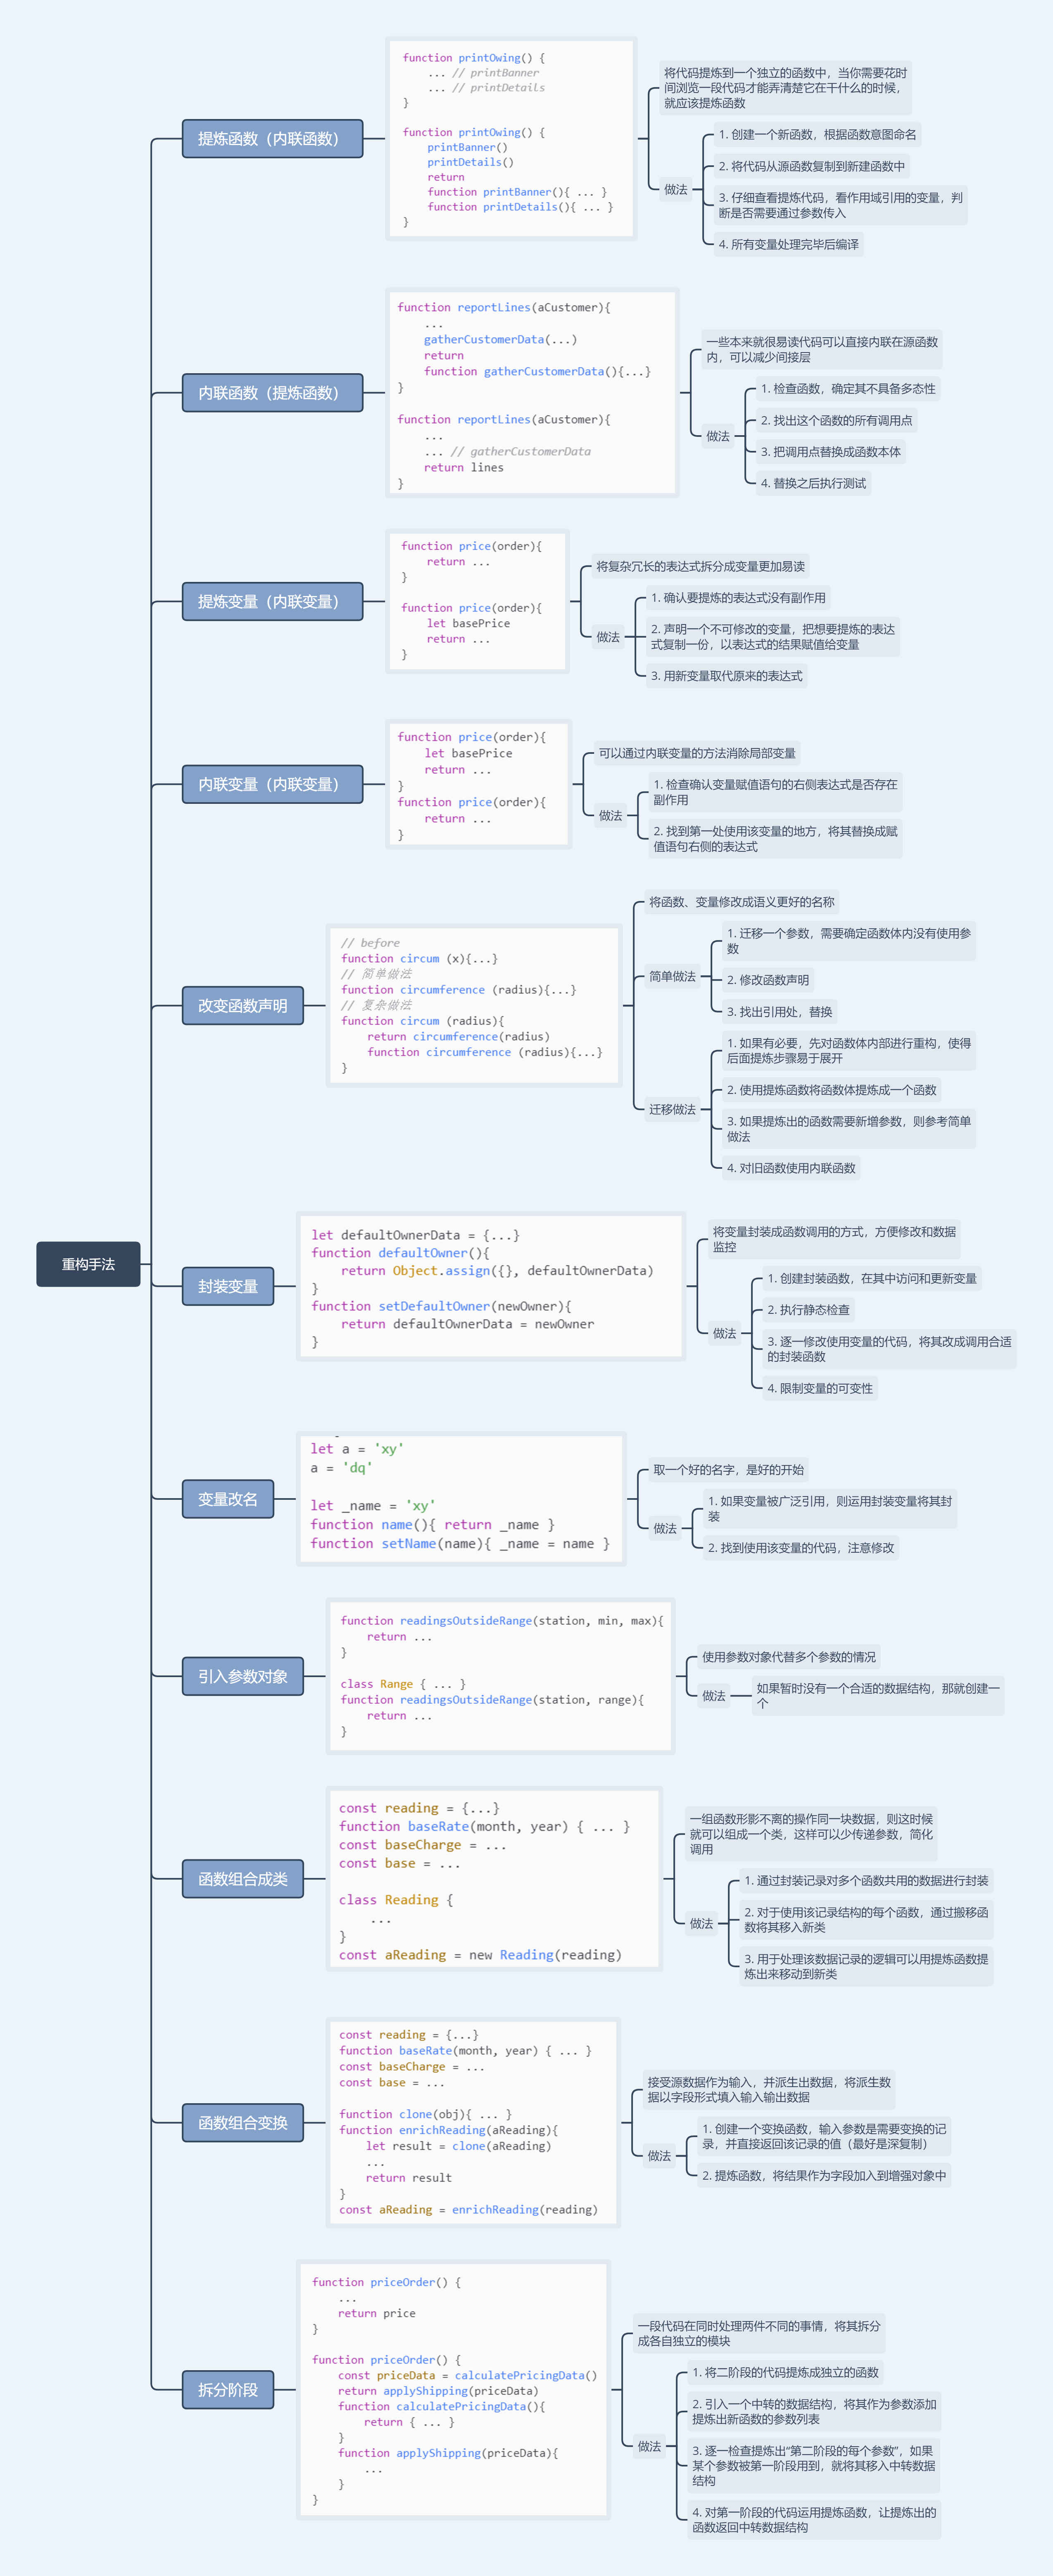 重构手法
提炼函数（内联函数）
function printOwing() {
... // printBanner
... // printDetails
}
function printOwing() {
printBanner()
printDetails()
return
function printBanner(){ ... }
function printDetails(){ ... }
}
将代码提炼到一个独立的函数中，当你需要花时
间浏览一段代码才能弄清楚它在干什么的时候，
就应该提炼函数
做法
1. 创建一个新函数，根据函数意图命名
2. 将代码从源函数复制到新建函数中
3. 仔细查看提炼代码，看作用域引用的变量，判
断是否需要通过参数传入
4. 所有变量处理完毕后编译
内联函数（提炼函数）
function reportLines(aCustomer){
...
gatherCustomerData(...)
return
function gatherCustomerData(){...}
}
function reportLines(aCustomer){
...
... // gatherCustomerData
return lines
}
一些本来就很易读代码可以直接内联在源函数
内，可以减少间接层
做法
1. 检查函数，确定其不具备多态性
2. 找出这个函数的所有调用点
3. 把调用点替换成函数本体
4. 替换之后执行测试
提炼变量（内联变量）
function price(order){
return ...
}
function price(order){
let basePrice
return ...
}
将复杂冗长的表达式拆分成变量更加易读
做法
1. 确认要提炼的表达式没有副作用
2. 声明一个不可修改的变量，把想要提炼的表达
式复制一份，以表达式的结果赋值给变量
3. 用新变量取代原来的表达式
内联变量（内联变量）
function price(order){
let basePrice
return ...
}
function price(order){
return ...
}
可以通过内联变量的方法消除局部变量
做法
1. 检查确认变量赋值语句的右侧表达式是否存在
副作用
2. 找到第一处使用该变量的地方，将其替换成赋
值语句右侧的表达式
改变函数声明
// before
function circum (x){...}
// 简单做法
function circumference (radius){...}
// 复杂做法
function circum (radius){
return circumference(radius)
function circumference (radius){...}
}
将函数、变量修改成语义更好的名称
简单做法
1. 迁移一个参数，需要确定函数体内没有使用参
数
2. 修改函数声明
3. 找出引用处，替换
迁移做法
1. 如果有必要，先对函数体内部进行重构，使得
后面提炼步骤易于展开
2. 使用提炼函数将函数体提炼成一个函数
3. 如果提炼出的函数需要新增参数，则参考简单
做法
4. 对旧函数使用内联函数
封装变量
let defaultOwnerData = {...}
function defaultOwner(){
return Object.assign({}, defaultOwnerData)
}
function setDefaultOwner(newOwner){
return defaultOwnerData = newOwner
}
将变量封装成函数调用的方式，方便修改和数据
监控
做法
1. 创建封装函数，在其中访问和更新变量
2. 执行静态检查
3. 逐一修改使用变量的代码，将其改成调用合适
的封装函数
4. 限制变量的可变性
变量改名
let a = 'xy'
a = 'dq'
let _name = 'xy'
function name(){ return _name }
function setName(name){ _name = name }
取一个好的名字，是好的开始
做法
1. 如果变量被广泛引用，则运用封装变量将其封
装
2. 找到使用该变量的代码，注意修改
引入参数对象
function readingsOutsideRange(station, min, max){
return ...
}
class Range { ... }
function readingsOutsideRange(station, range){
return ...
}
使用参数对象代替多个参数的情况
做法
如果暂时没有一个合适的数据结构，那就创建一
个
函数组合成类
const reading = {...}
function baseRate(month, year) { ... }
const baseCharge = ...
const base = ...
class Reading {
...
}
const aReading = new Reading(reading)
一组函数形影不离的操作同一块数据，则这时候
就可以组成一个类，这样可以少传递参数，简化
调用
做法
1. 通过封装记录对多个函数共用的数据进行封装
2. 对于使用该记录结构的每个函数，通过搬移函
数将其移入新类
3. 用于处理该数据记录的逻辑可以用提炼函数提
炼出来移动到新类
函数组合变换
const reading = {...}
function baseRate(month, year) { ... }
const baseCharge = ...
const base = ...
function clone(obj){ ... }
function enrichReading(aReading){
let result = clone(aReading)
...
return result
}
const aReading = enrichReading(reading)
接受源数据作为输入，并派生出数据，将派生数
据以字段形式填入输入输出数据
做法
1. 创建一个变换函数，输入参数是需要变换的记
录，并直接返回该记录的值（最好是深复制）
2. 提炼函数，将结果作为字段加入到增强对象中
拆分阶段
function priceOrder() {
...
return price
}
function priceOrder() {
const priceData = calculatePricingData()
return applyShipping(priceData)
function calculatePricingData(){
return { ... }
}
function applyShipping(priceData){
...
}
}
一段代码在同时处理两件不同的事情，将其拆分
成各自独立的模块
做法
1. 将二阶段的代码提炼成独立的函数
2. 引入一个中转的数据结构，将其作为参数添加
提炼出新函数的参数列表
3. 逐一检查提炼出“第二阶段的每个参数”，如果
某个参数被第一阶段用到，就将其移入中转数据
结构
4. 对第一阶段的代码运用提炼函数，让提炼出的
函数返回中转数据结构